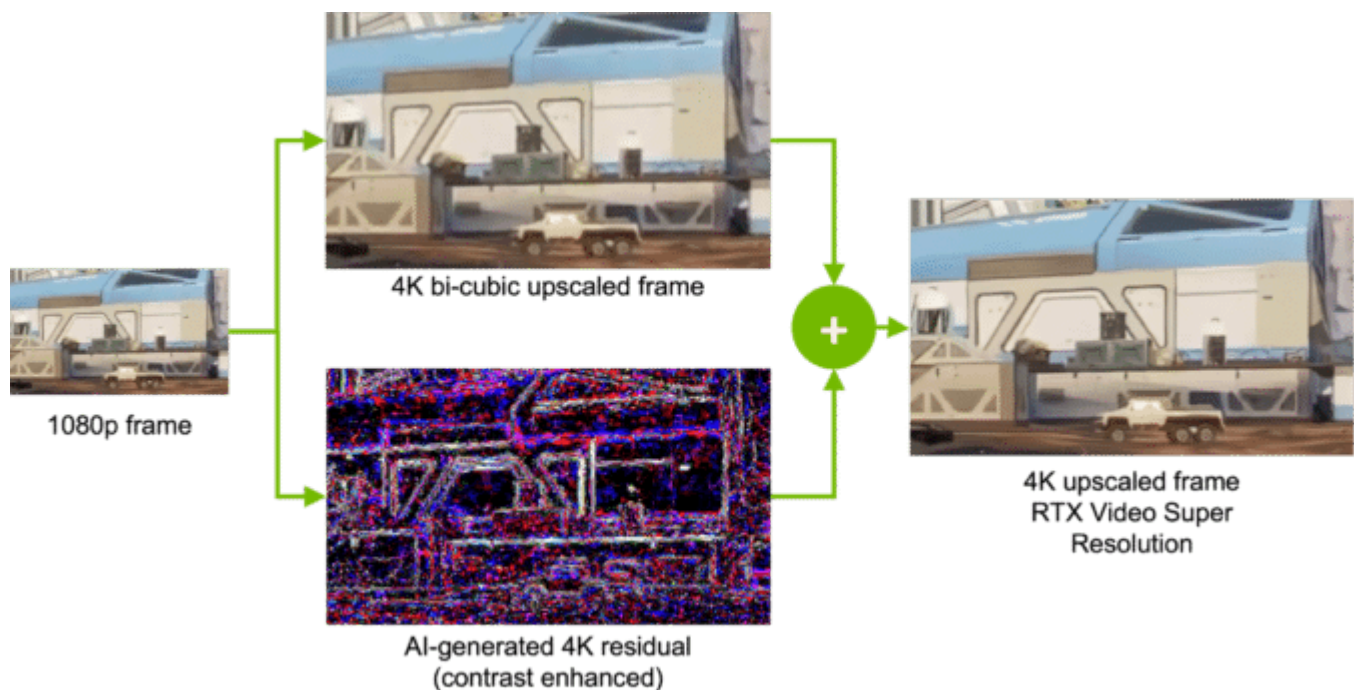 4K bi-cubic upscaled frame
1080p frame
+
AI-generated 4K residual
(contrast enhanced)
4K upscaled frame
RTX Video Super
Resolution